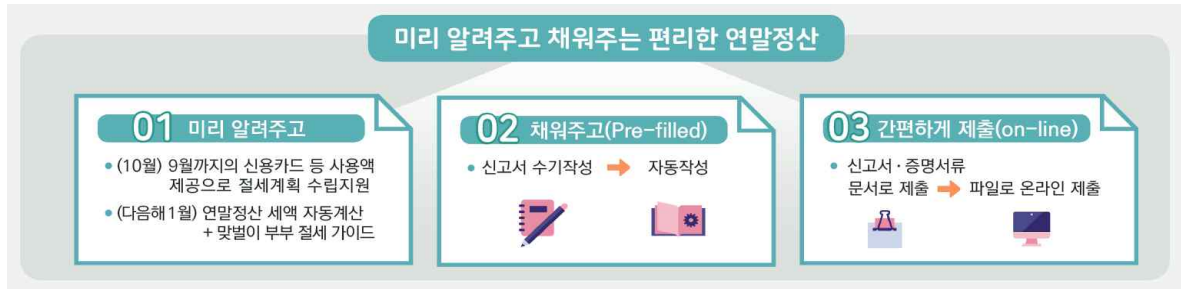 미리 알려주고 채워주는 편리한 연말정산
01 미리 알려주고
• (10월) 9월까지의 신용카드 등 사용액
제공으로 절세계획 수립지원
• (다음해 1월) 연말정산 세액 자동계산
+ 맞벌이 부부 절세 가이드
02 채워주고(Pre-filled)
• 신고서 수기작성 ➡ 자동작성
03 간편하게 제출(on-line)
• 신고서 · 증명서류
문서로 제출 ➡ 파일로 온라인 제출